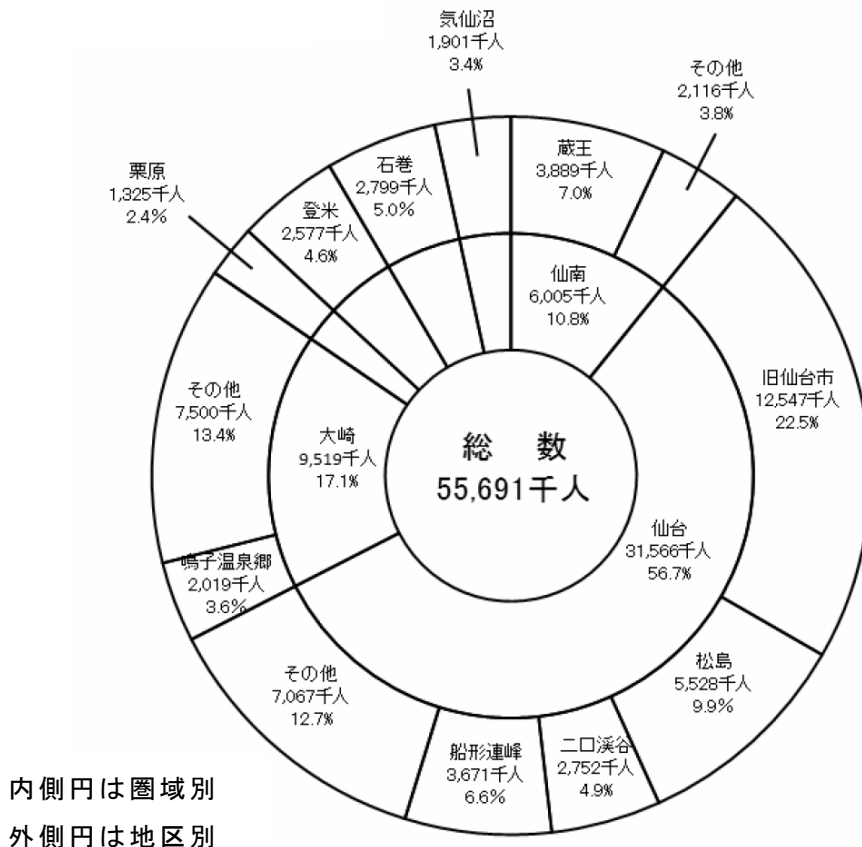 気仙沼
1,901千人
3.4%
その他
2,116千人
3.8%
蔵王
3,889千人
7.0%
石巻
2,799千人
5.0%
栗原
1,325千人
2.4%
登米
2,577千人
4.6%
仙南
6,005千人
10.8%
旧仙台市
12,547千人
22.5%
その他
7,500千人
13.4%
大崎
9,519千人
17.1%
総数
55,691千人
仙台
31,566千人
56.7%
鳴子温泉郷
2,019千人
3.6%
その他
7,067千人
12.7%
松島
5,528千人
9.9%
船形連峰
3,671千人
6.6%
二口渓谷
2,752千人
4.9%
内側円は圏域別
外側円は地区別